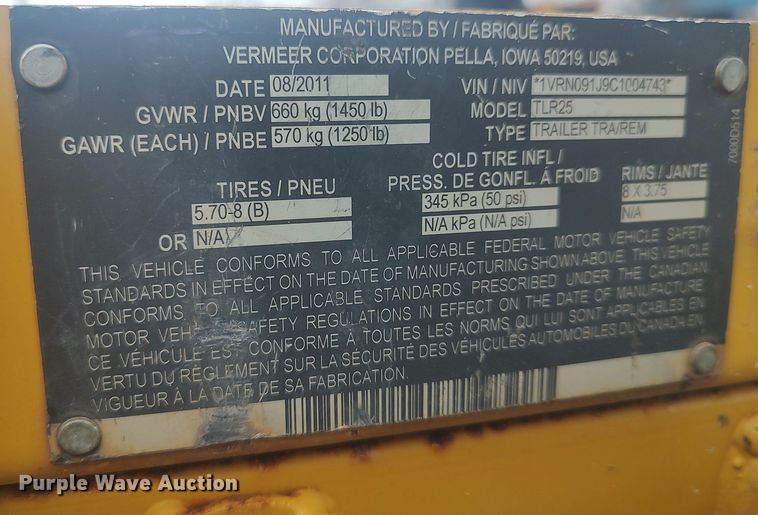 MANUFACTURED BY / FABRIQUÉ PAR:
VERMEER CORPORATION PELLA, IOWA 50219, USA
DATE 08/2011 VIN / NIV *1VRN091J9C1004743*
GVWR / PNBV 660 kg (1450 lb) MODEL TLR25
GAWR (EACH) / PNBE 570 kg (1250 lb) TYPE TRAILER TRA/REM
7000D514
COLD TIRE INFL /
TIRES / PNEU PRESS. DE GONFL. Á FROID RIMS / JANTE
5.70-8 (B) 345 kPa (50 psi) 8 X 3.75
OR N/A N/A kPa (N/A psi) N/A
THIS VEHICLE CONFORMS TO ALL APPLICABLE FEDERAL MOTOR VEHICLE SAFETY
STANDARDS IN EFFECT ON THE DATE OF MANUFACTURING SHOWN ABOVE. THIS VEHICLE
CONFORMS TO ALL APPLICABLE STANDARDS PRESCRIBED UNDER THE CANADIAN
MOTOR VEHICLE SAFETY REGULATIONS IN EFFECT ON THE DATE OF MANUFACTURE
CE VÉHICULE EST CONFORME À TOUTES LES NORMS QUI LUI SONT APPLICABLES EN
VERTU DU RÈGLEMENT SUR LA SÉCURITÉ DES VÉHICULES AUTOMOBILES DU CANADA EN
VIGUEUR À LA DATE DE SA FABRICATION.
Purple Wave Auction